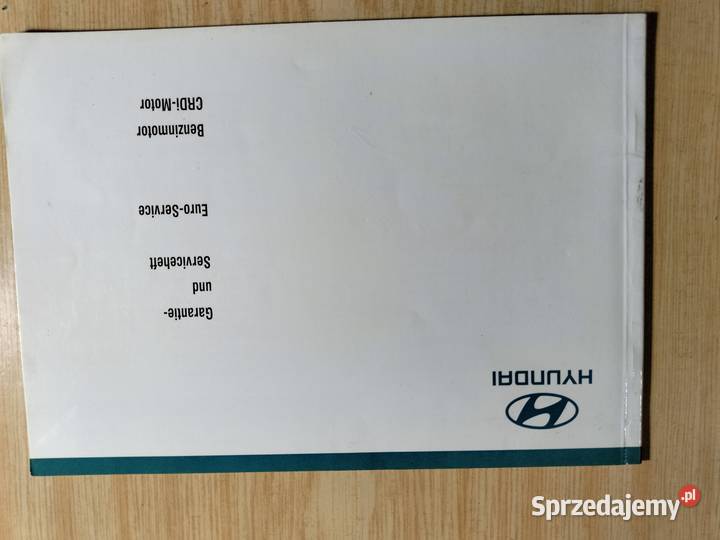 HYUNDAI
Garantie-
und
Serviceheft
Euro-Service
Benzinmotor
CRDi-Motor
Sprzedajemy.pl